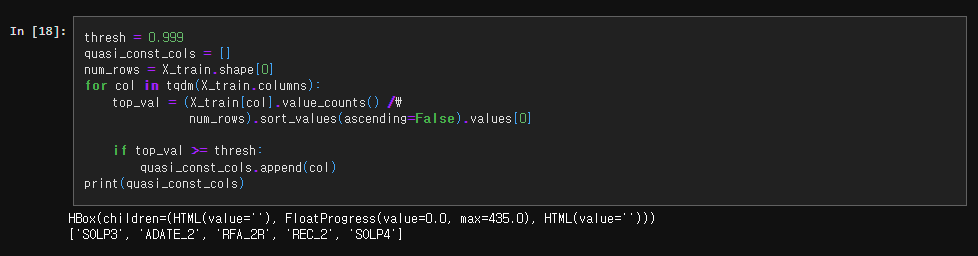 In [18]:
thresh = 0.999
quasi_const_cols = []
num_rows = X_train.shape[0]
for col in tqdm(X_train.columns):
    top_val = (X_train[col].value_counts() /₩
               num_rows).sort_values(ascending=False).values[0]
    if top_val >= thresh:
        quasi_const_cols.append(col)
print(quasi_const_cols)
HBox(children=(HTML(value=''), FloatProgress(value=0.0, max=435.0), HTML(value='')))
['SOLP3', 'ADATE_2', 'RFA_2R', 'REC_2', 'SOLP4']